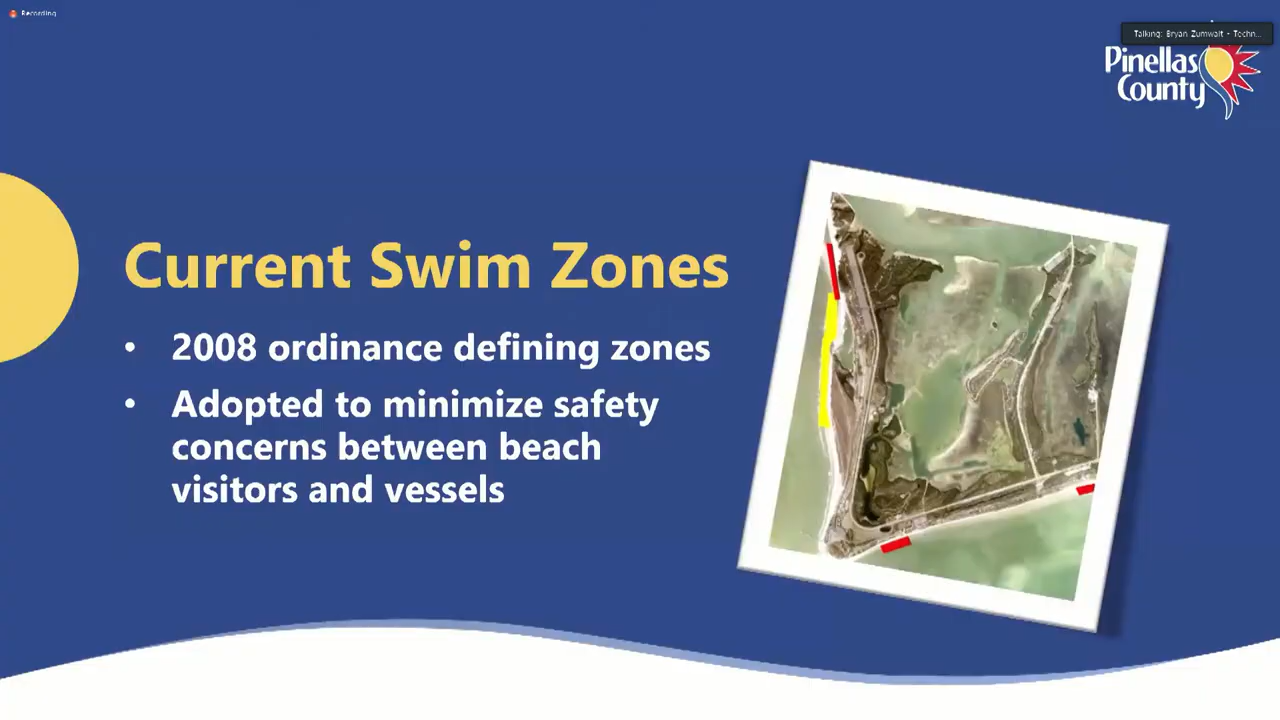 Recording
Talking: Bryan Zumwalt - Techn...
Pinellas
County
Current Swim Zones
• 2008 ordinance defining zones
• Adopted to minimize safety
concerns between beach
visitors and vessels